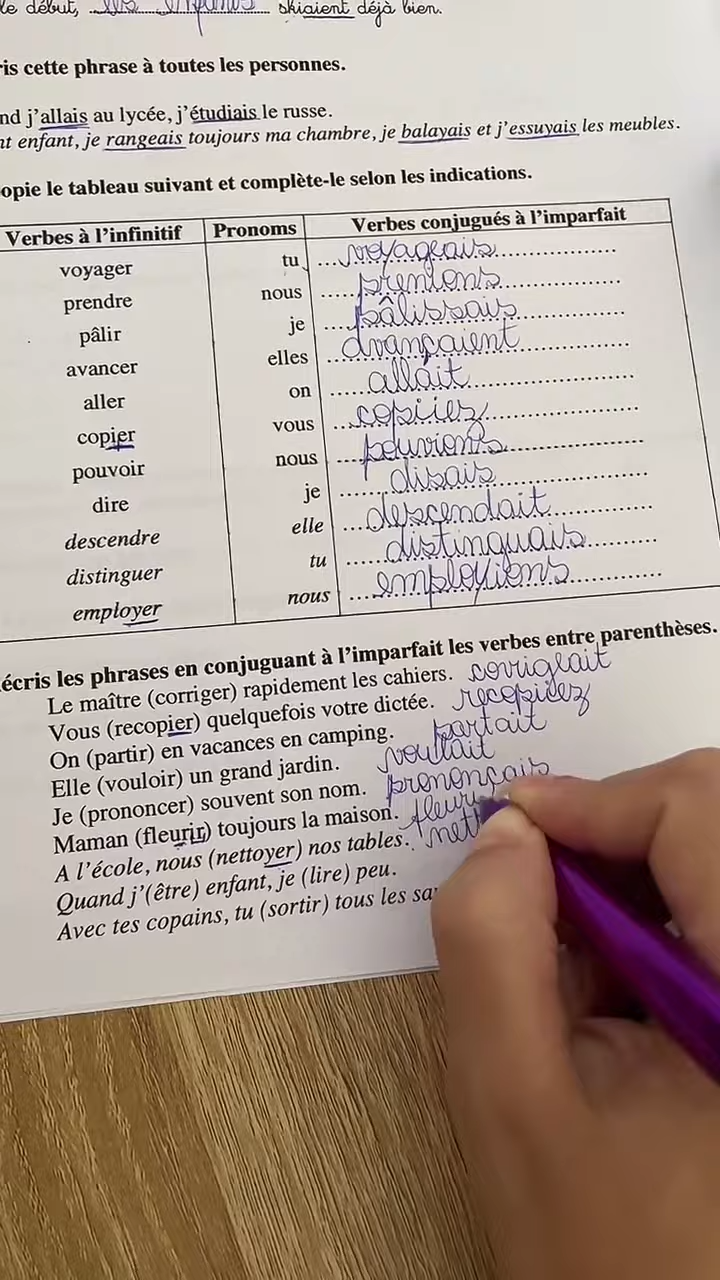 le début, les enfants skiaient déjà bien.
ris cette phrase à toutes les personnes.
nd j'allais au lycée, j'étudiais le russe.
nt enfant, je rangeais toujours ma chambre, je balayais et j'essuyais les meubles.
opie le tableau suivant et complète-le selon les indications.
Verbes à l'infinitif Pronoms Verbes conjugués à l'imparfait
voyager tu voyageais
prendre nous prenions
pâlir je pâlissais
avancer elles avançaient
aller on allait
copier vous copiiez
pouvoir nous pouvions
dire je disais
descendre elle descendait
distinguer tu distinguais
employer nous employions
écris les phrases en conjuguant à l'imparfait les verbes entre parenthèses.
Le maître (corriger) rapidement les cahiers. corrigeait
Vous (recopier) quelquefois votre dictée. recopiiez
On (partir) en vacances en camping. partait
Elle (vouloir) un grand jardin. voulait
Je (prononcer) souvent son nom. prononçais
Maman (fleurir) toujours la maison. fleuri
A l'école, nous (nettoyer) nos tables. nett
Quand j'(être) enfant, je (lire) peu.
Avec tes copains, tu (sortir) tous les sa